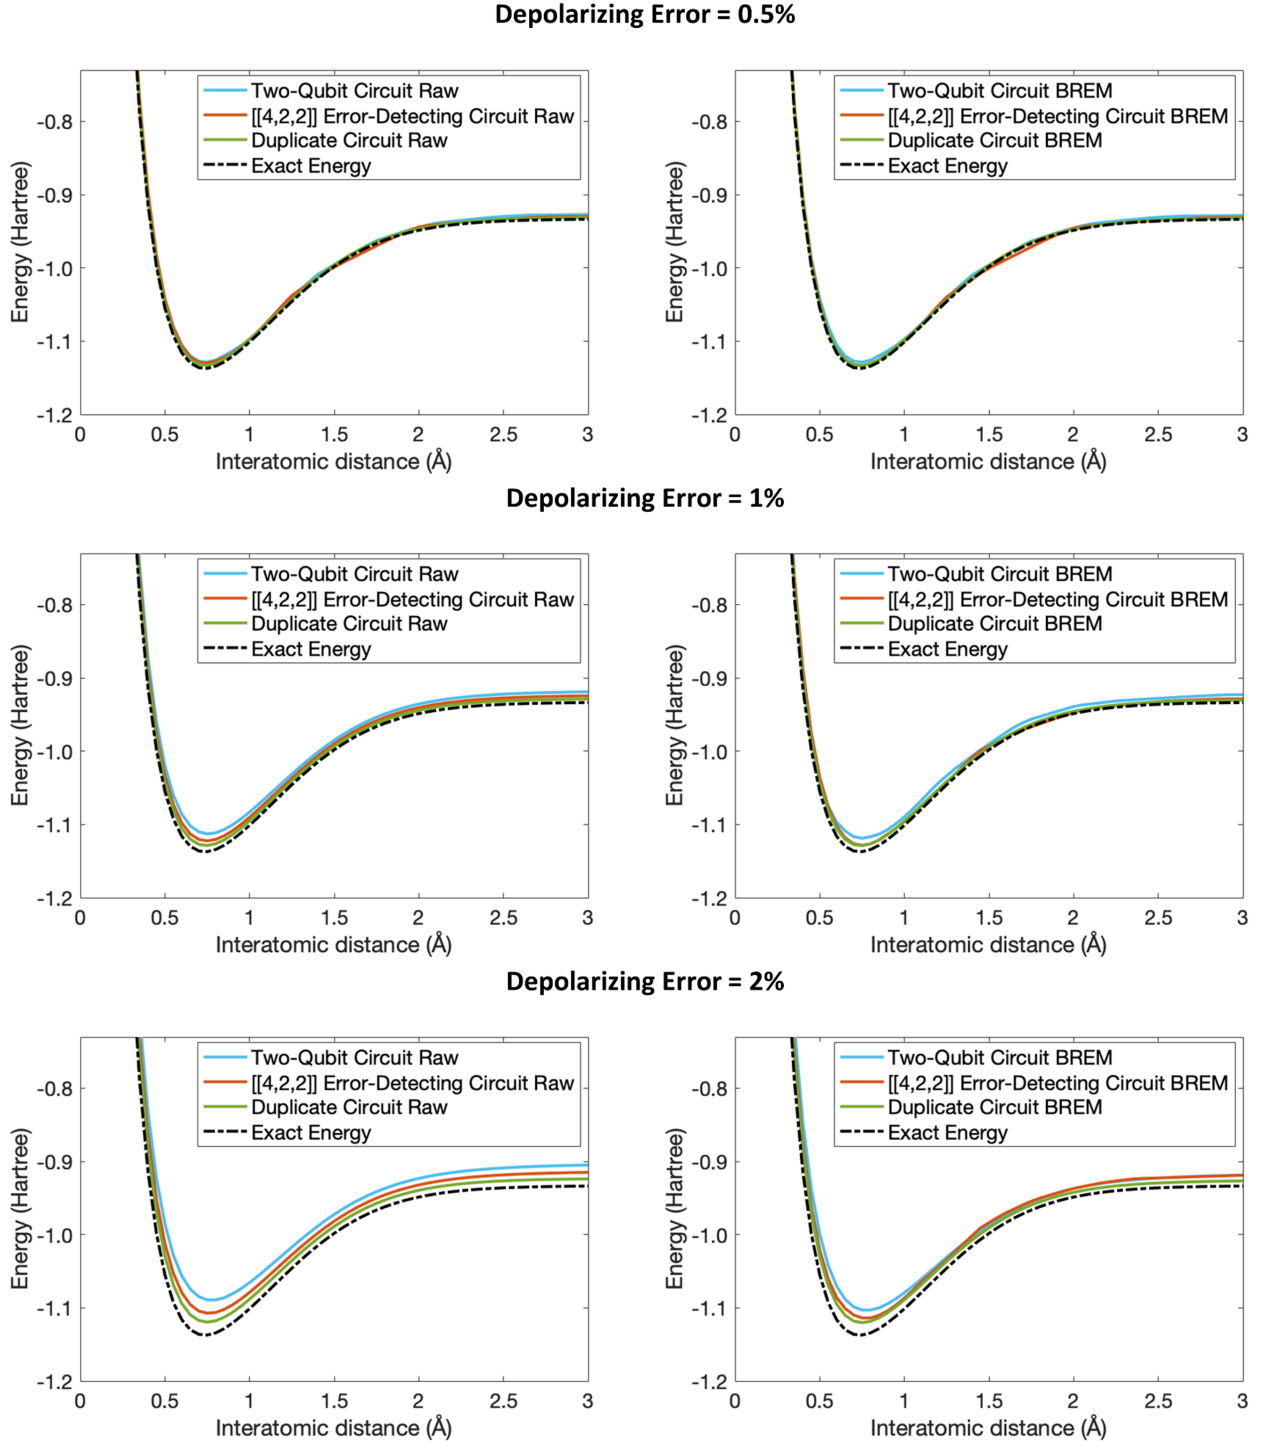 Depolarizing Error = 0.5%
Two-Qubit Circuit Raw
[[4,2,2]] Error-Detecting Circuit Raw
Duplicate Circuit Raw
Exact Energy
-0.8
-0.9
-1.0
-1.1
-1.2
Energy (Hartree)
0 0.5 1 1.5 2 2.5 3
Interatomic distance (Å)
Two-Qubit Circuit BREM
[[4,2,2]] Error-Detecting Circuit BREM
Duplicate Circuit BREM
Exact Energy
-0.8
-0.9
-1.0
-1.1
-1.2
Energy (Hartree)
0 0.5 1 1.5 2 2.5 3
Interatomic distance (Å)
Depolarizing Error = 1%
Two-Qubit Circuit Raw
[[4,2,2]] Error-Detecting Circuit Raw
Duplicate Circuit Raw
Exact Energy
-0.8
-0.9
-1.0
-1.1
-1.2
Energy (Hartree)
0 0.5 1 1.5 2 2.5 3
Interatomic distance (Å)
Two-Qubit Circuit BREM
[[4,2,2]] Error-Detecting Circuit BREM
Duplicate Circuit BREM
Exact Energy
-0.8
-0.9
-1.0
-1.1
-1.2
Energy (Hartree)
0 0.5 1 1.5 2 2.5 3
Interatomic distance (Å)
Depolarizing Error = 2%
Two-Qubit Circuit Raw
[[4,2,2]] Error-Detecting Circuit Raw
Duplicate Circuit Raw
Exact Energy
-0.8
-0.9
-1.0
-1.1
-1.2
Energy (Hartree)
0 0.5 1 1.5 2 2.5 3
Interatomic distance (Å)
Two-Qubit Circuit BREM
[[4,2,2]] Error-Detecting Circuit BREM
Duplicate Circuit BREM
Exact Energy
-0.8
-0.9
-1.0
-1.1
-1.2
Energy (Hartree)
0 0.5 1 1.5 2 2.5 3
Interatomic distance (Å)